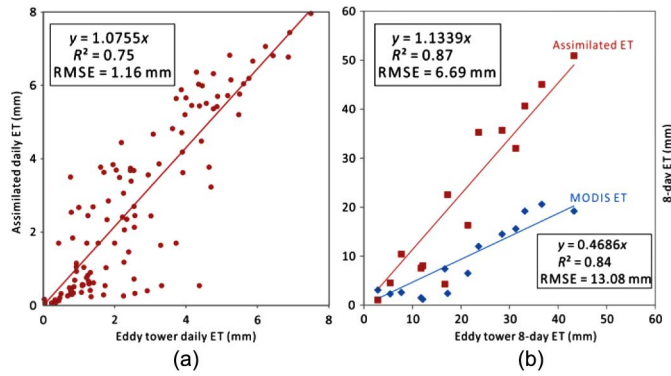 (a)
y = 1.0755x
R² = 0.75
RMSE = 1.16 mm
Assimilated daily ET (mm)
8
6
4
2
0
0 2 4 6 8
Eddy tower daily ET (mm)
(a)
(b)
y = 1.1339x
R² = 0.87
RMSE = 6.69 mm
Assimilated ET
MODIS ET
y = 0.4686x
R² = 0.84
RMSE = 13.08 mm
60
50
40
30
20
10
0
0 10 20 30 40 50 60
Eddy tower 8-day ET (mm)
8-day ET (mm)
(b)